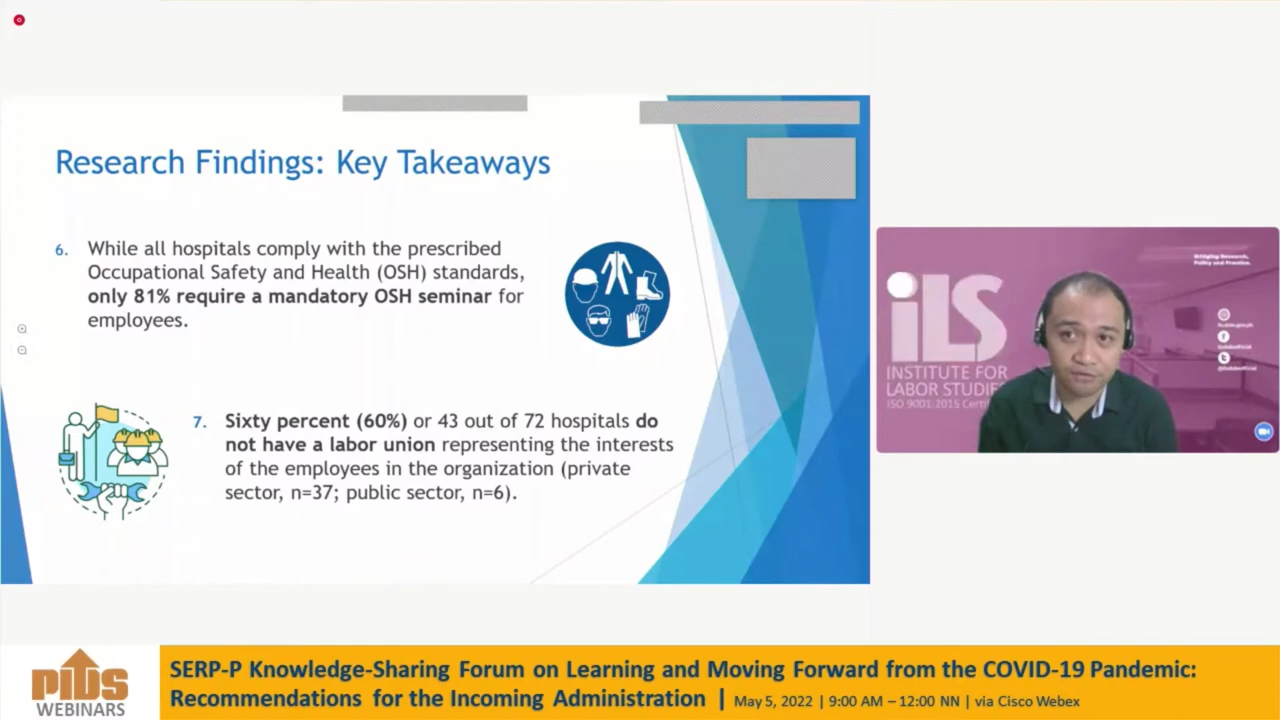 Research Findings: Key Takeaways
6. While all hospitals comply with the prescribed
Occupational Safety and Health (OSH) standards,
only 81% require a mandatory OSH seminar for
employees.
7. Sixty percent (60%) or 43 out of 72 hospitals do
not have a labor union representing the interests
of the employees in the organization (private
sector, n=37; public sector, n=6).
Bridging Research,
Policy and Practice.
iLS
INSTITUTE FOR
LABOR STUDIES
ISO 9001:2015
PIDS
WEBINARS
SERP-P Knowledge-Sharing Forum on Learning and Moving Forward from the COVID-19 Pandemic:
Recommendations for the Incoming Administration | May 5, 2022 | 9:00 AM – 12:00 NN | via Cisco Webex